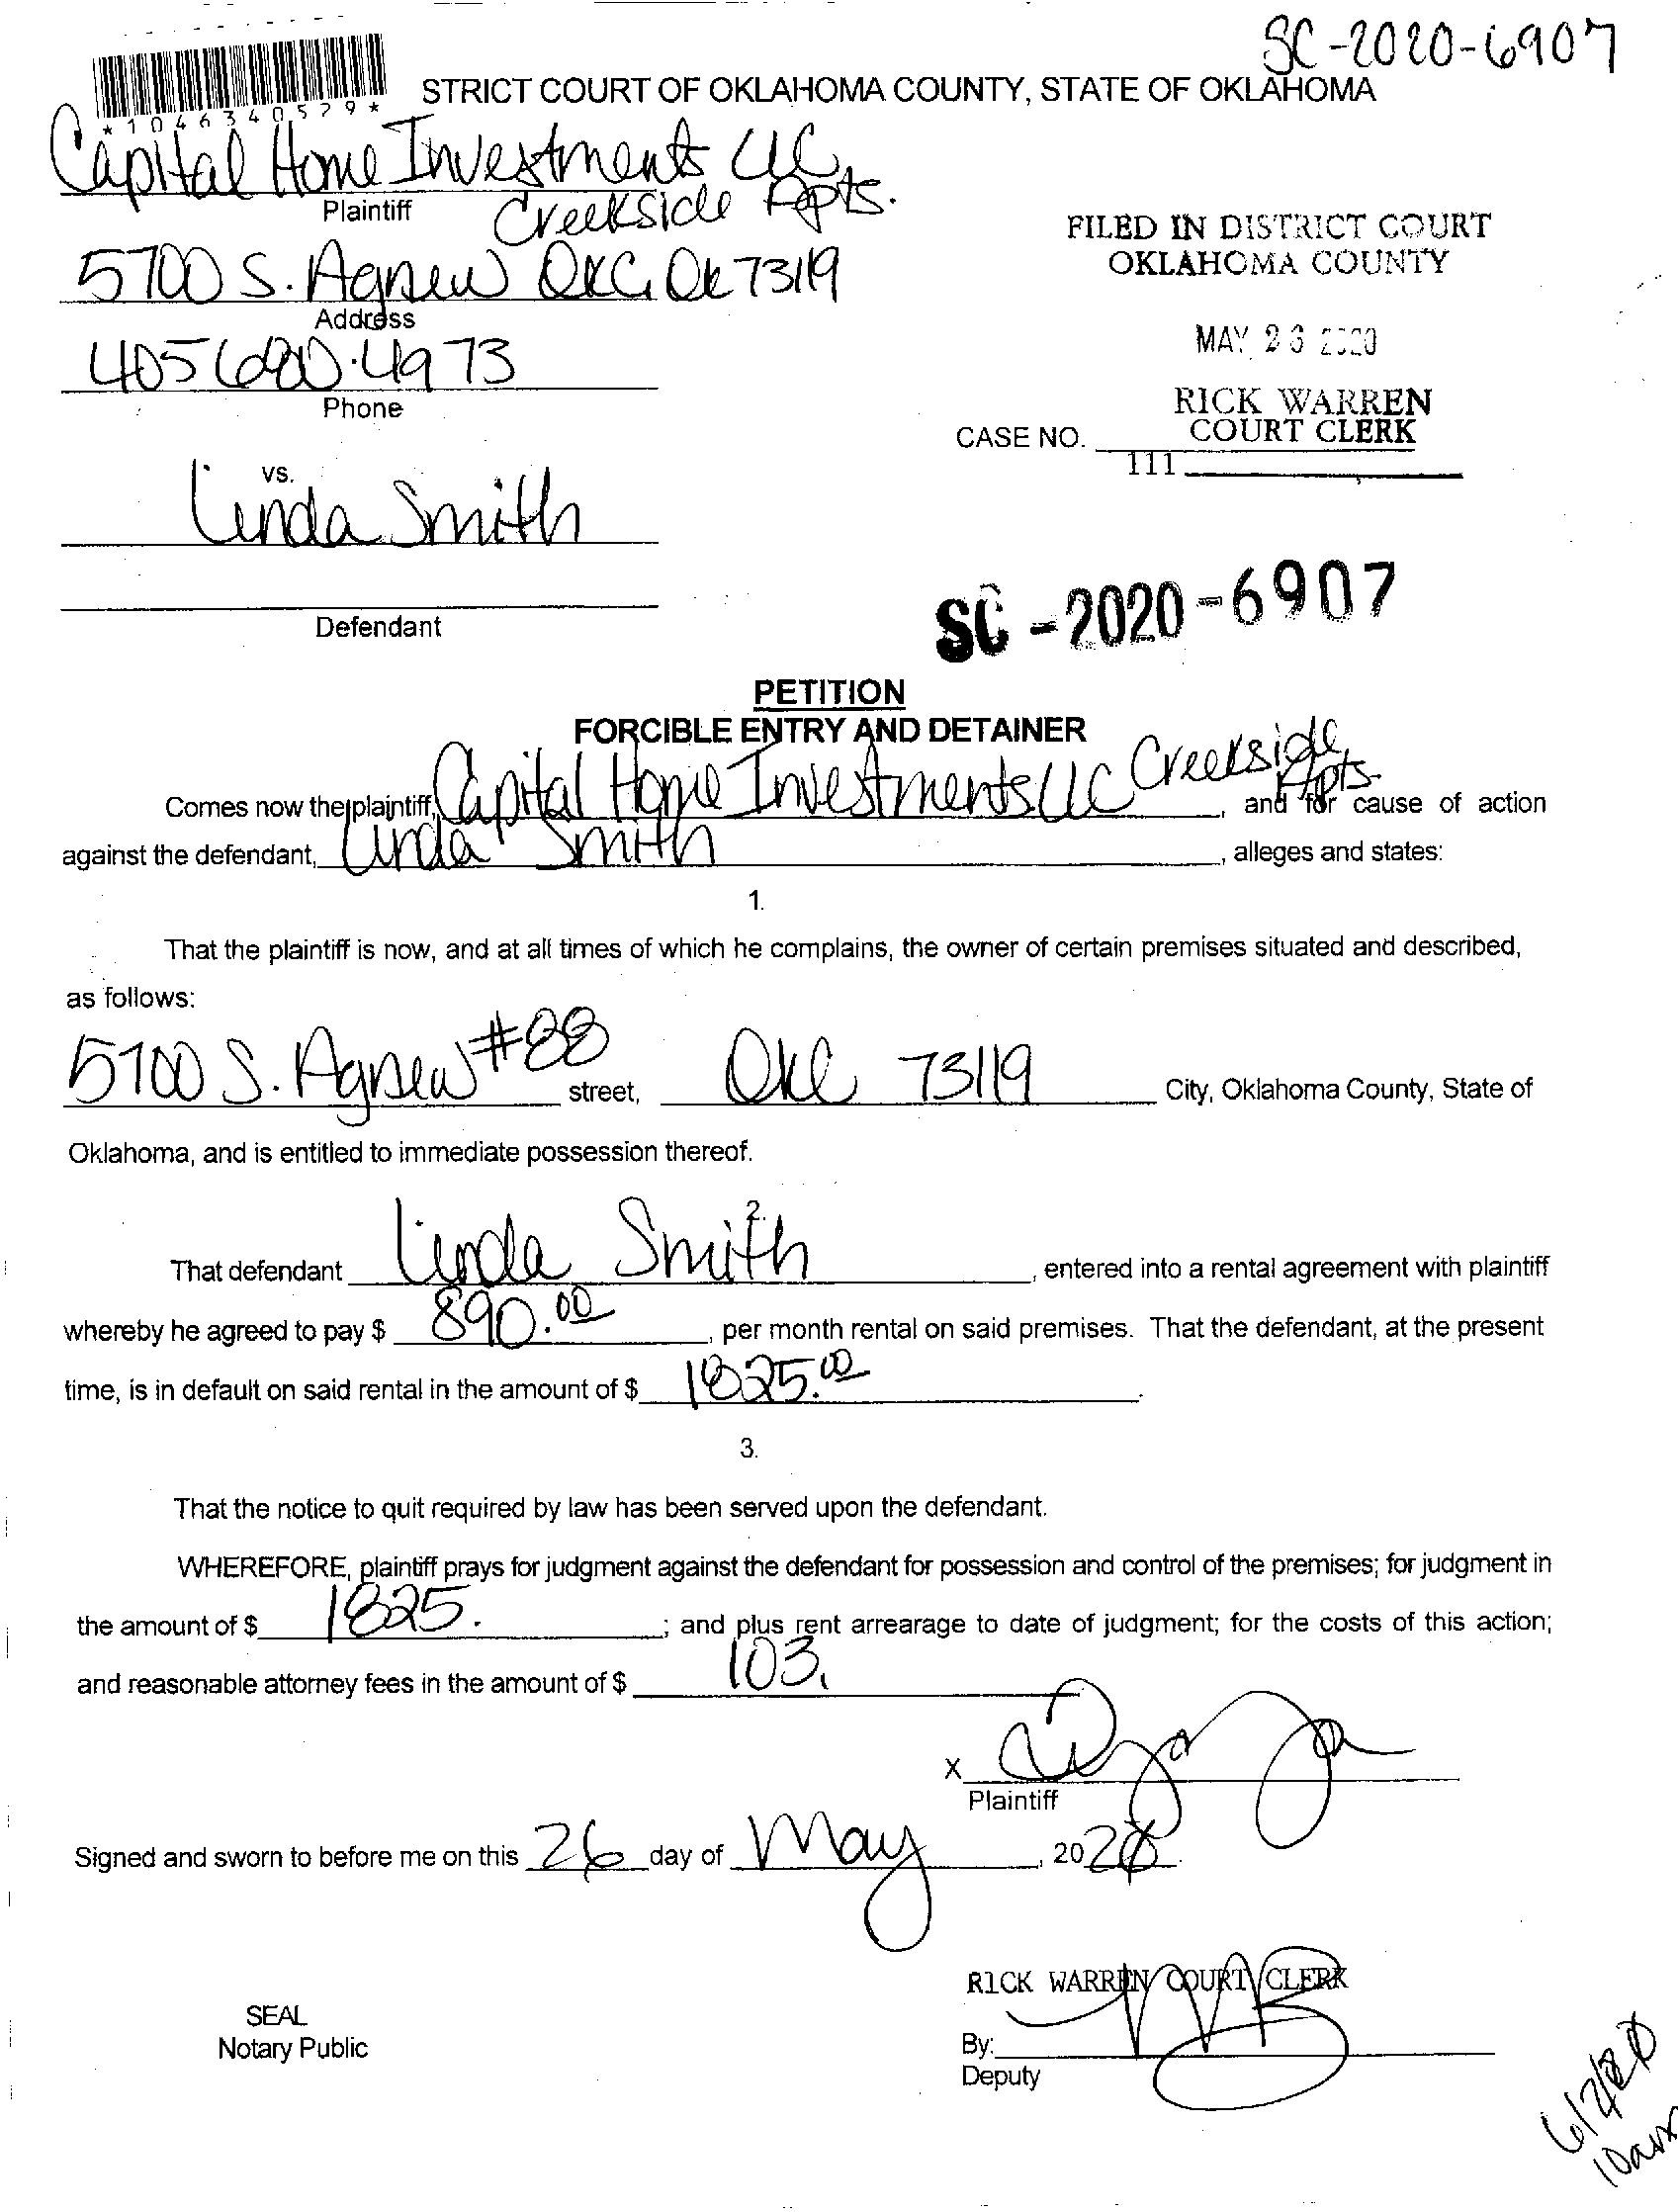 SC-2020-6907
*1046340579*
STRICT COURT OF OKLAHOMA COUNTY, STATE OF OKLAHOMA
Capital Home Investments LLC
Plaintiff
Creekside Apts.
FILED IN DISTRICT COURT
OKLAHOMA COUNTY
5700 S. Agnew OKC, Ok 73119
Address
MAY 26 2020
405 680-4973
Phone
RICK WARREN
COURT CLERK
CASE NO.
111
vs.
Linda Smith
Defendant
SC-2020-6907
PETITION
FORCIBLE ENTRY AND DETAINER
Comes now the plaintiff, Capital Home Investments LLC Creekside Apts., and for cause of action
against the defendant, Linda Smith, alleges and states:
1.
That the plaintiff is now, and at all times of which he complains, the owner of certain premises situated and described,
as follows:
5700 S. Agnew #88 street, OKC 73119 City, Oklahoma County, State of
Oklahoma, and is entitled to immediate possession thereof.
2.
That defendant Linda Smith, entered into a rental agreement with plaintiff
whereby he agreed to pay $ 890.00, per month rental on said premises. That the defendant, at the present
time, is in default on said rental in the amount of $ 1825.00.
3.
That the notice to quit required by law has been served upon the defendant.
WHEREFORE, plaintiff prays for judgment against the defendant for possession and control of the premises; for judgment in
the amount of $ 1825.; and plus rent arrearage to date of judgment; for the costs of this action;
and reasonable attorney fees in the amount of $ 103.
X
Plaintiff
Signed and sworn to before me on this 26 day of May, 2020.
RICK WARREN COURT CLERK
SEAL
Notary Public
By:
Deputy
10am